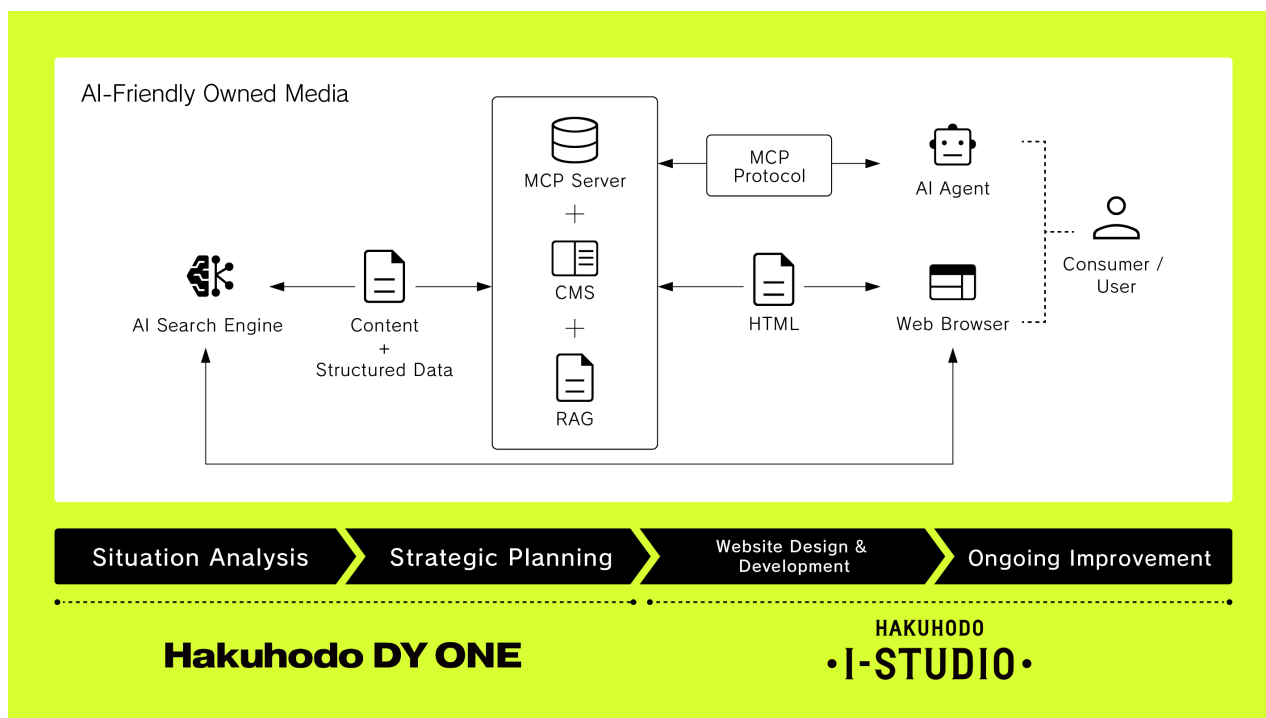 AI-Friendly Owned Media
MCP Server
+
CMS
+
RAG
MCP
Protocol
AI Agent
Consumer /
User
AI Search Engine
Content
+
Structured Data
HTML
Web Browser
Situation Analysis
Strategic Planning
Website Design &
Development
Ongoing Improvement
Hakuhodo DY ONE
HAKUHODO
・I-STUDIO・